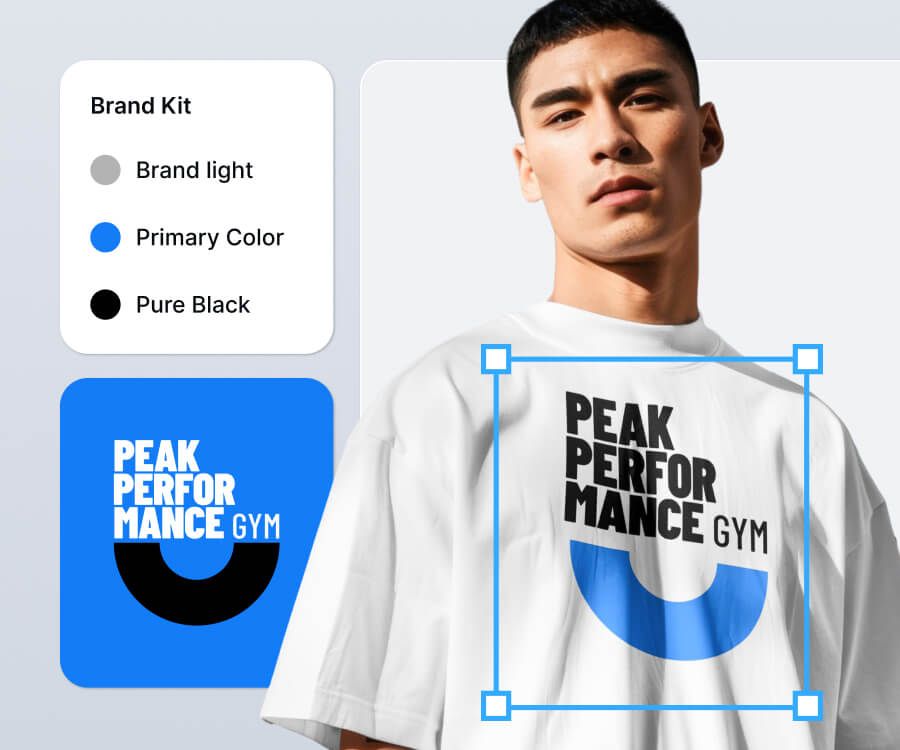 Brand Kit
Brand light
Primary Color
Pure Black
PEAK
PERFOR
MANCE GYM
PEAK
PERFOR
MANCE GYM